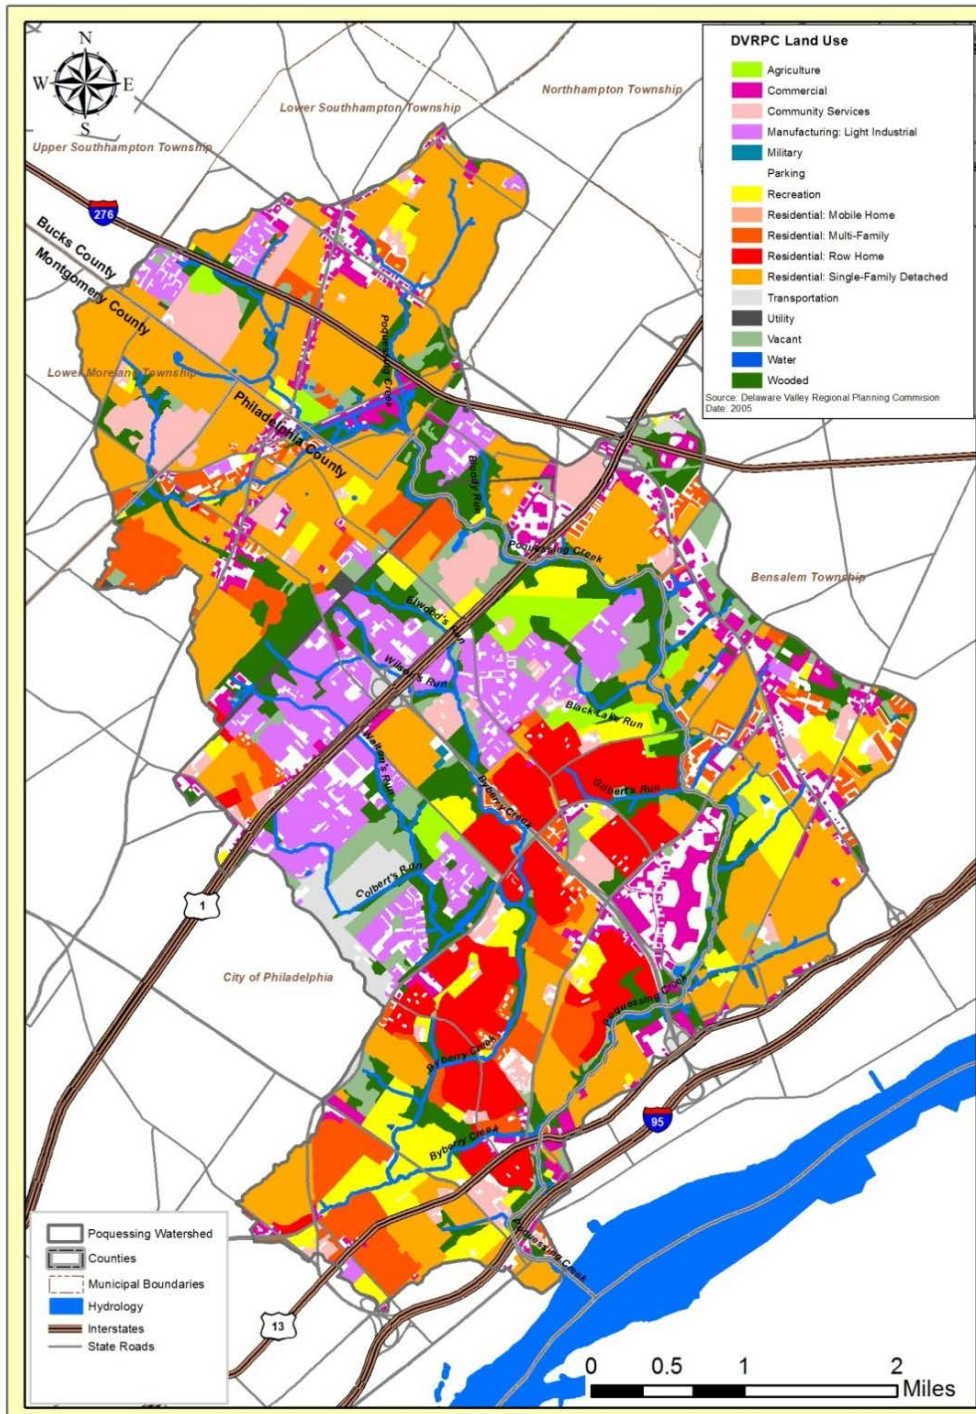 N
W
E
S
Northhampton Township
Lower Southhampton Township
Upper Southhampton Township
276
Bucks County
Montgomery County
Lower Moreland Township
Poquessing Creek
Philadelphia County
Bloody Run
Poquessing Creek
Bensalem Township
Elwood's Run
Wilson's Run
Black Lake Run
Walton's Run
Byberry Creek
Gilbert's Run
Colbert's Run
1
City of Philadelphia
Poquessing Creek
Byberry Creek
95
Byberry Creek
Poquessing Creek
13
DVRPC Land Use
Agriculture
Commercial
Community Services
Manufacturing: Light Industrial
Military
Parking
Recreation
Residential: Mobile Home
Residential: Multi-Family
Residential: Row Home
Residential: Single-Family Detached
Transportation
Utility
Vacant
Water
Wooded
Source: Delaware Valley Regional Planning Commision
Date: 2005
Poquessing Watershed
Counties
Municipal Boundaries
Hydrology
Interstates
State Roads
0 0.5 1 2
Miles